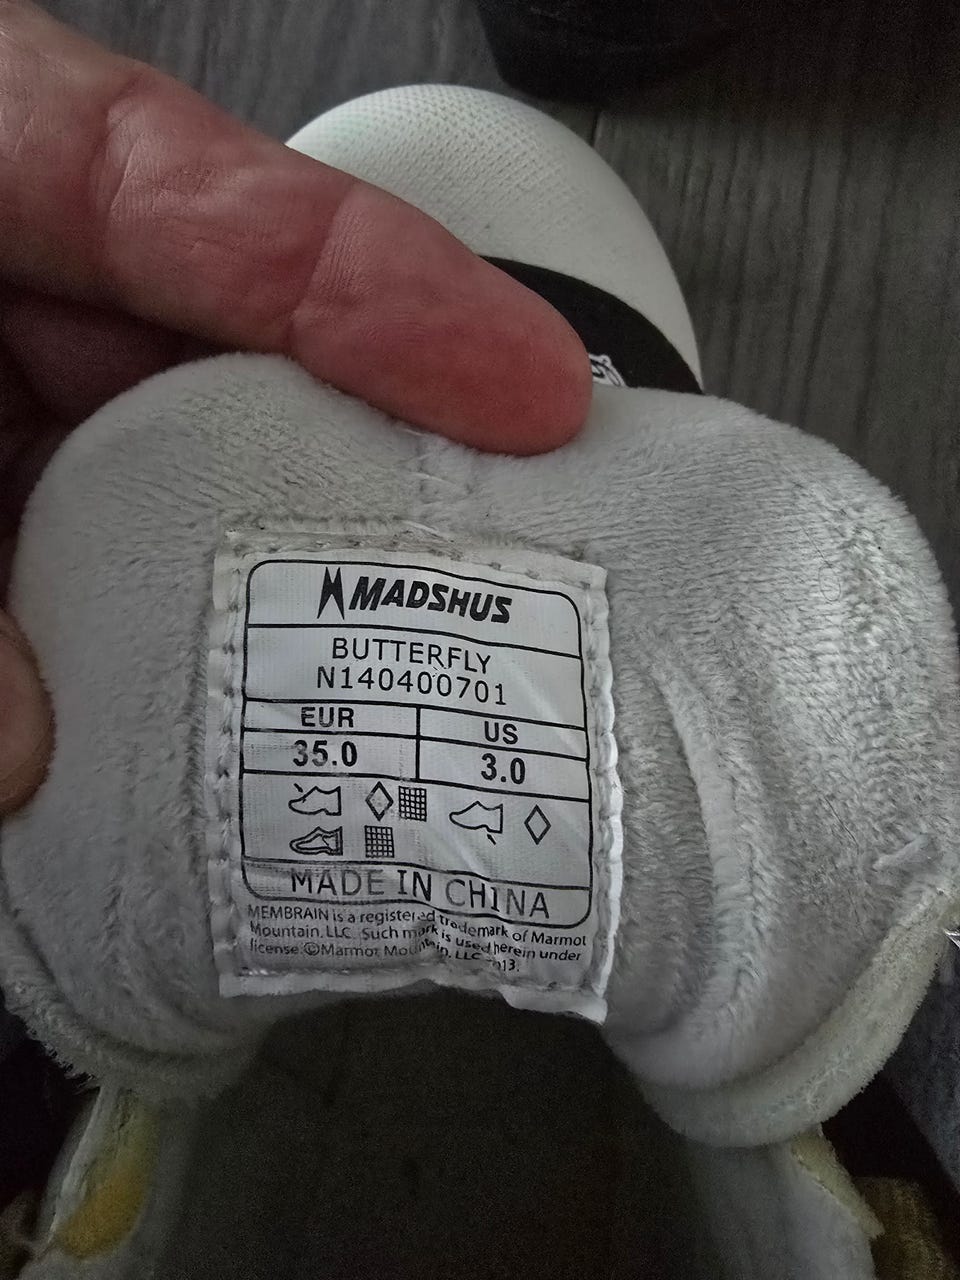 MADSHUS
BUTTERFLY
N140400701
EUR US
35.0 3.0
MADE IN CHINA
MEMBRAIN is a registered trademark of Marmot
Mountain, LLC. Such mark is used herein under
license.©Marmot Mountain, LLC 2013.